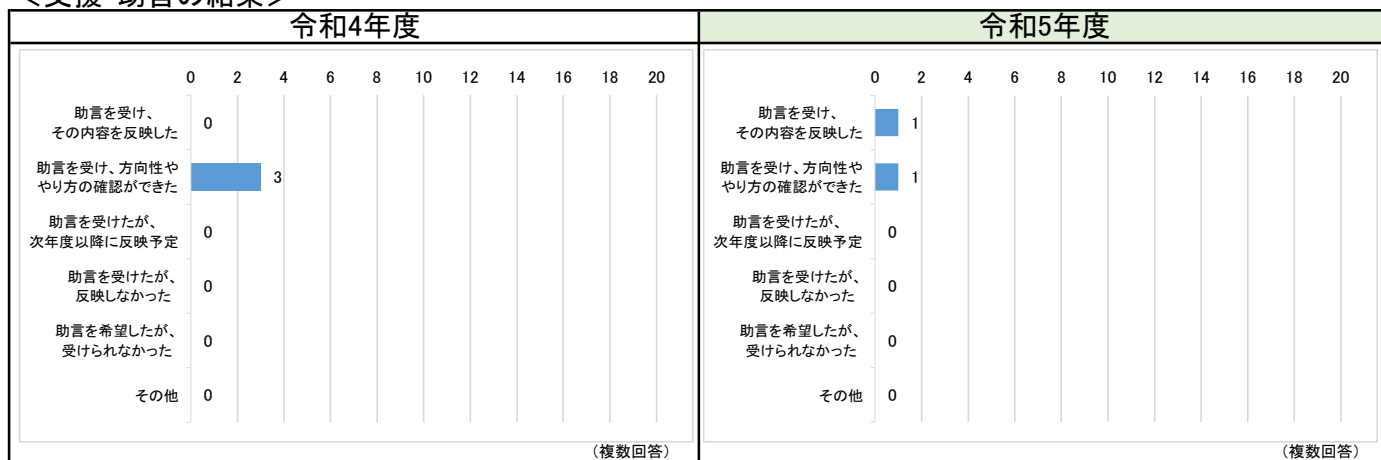 ＜支援・助言の結果＞
令和4年度
0 2 4 6 8 10 12 14 16 18 20
助言を受け、
その内容を反映した
0
助言を受け、方向性や
やり方の確認ができた
3
助言を受けたが、
次年度以降に反映予定
0
助言を受けたが、
反映しなかった
0
助言を希望したが、
受けられなかった
0
その他 0
（複数回答）
令和5年度
0 2 4 6 8 10 12 14 16 18 20
助言を受け、
その内容を反映した
1
助言を受け、方向性や
やり方の確認ができた
1
助言を受けたが、
次年度以降に反映予定
0
助言を受けたが、
反映しなかった
0
助言を希望したが、
受けられなかった
0
その他 0
（複数回答）